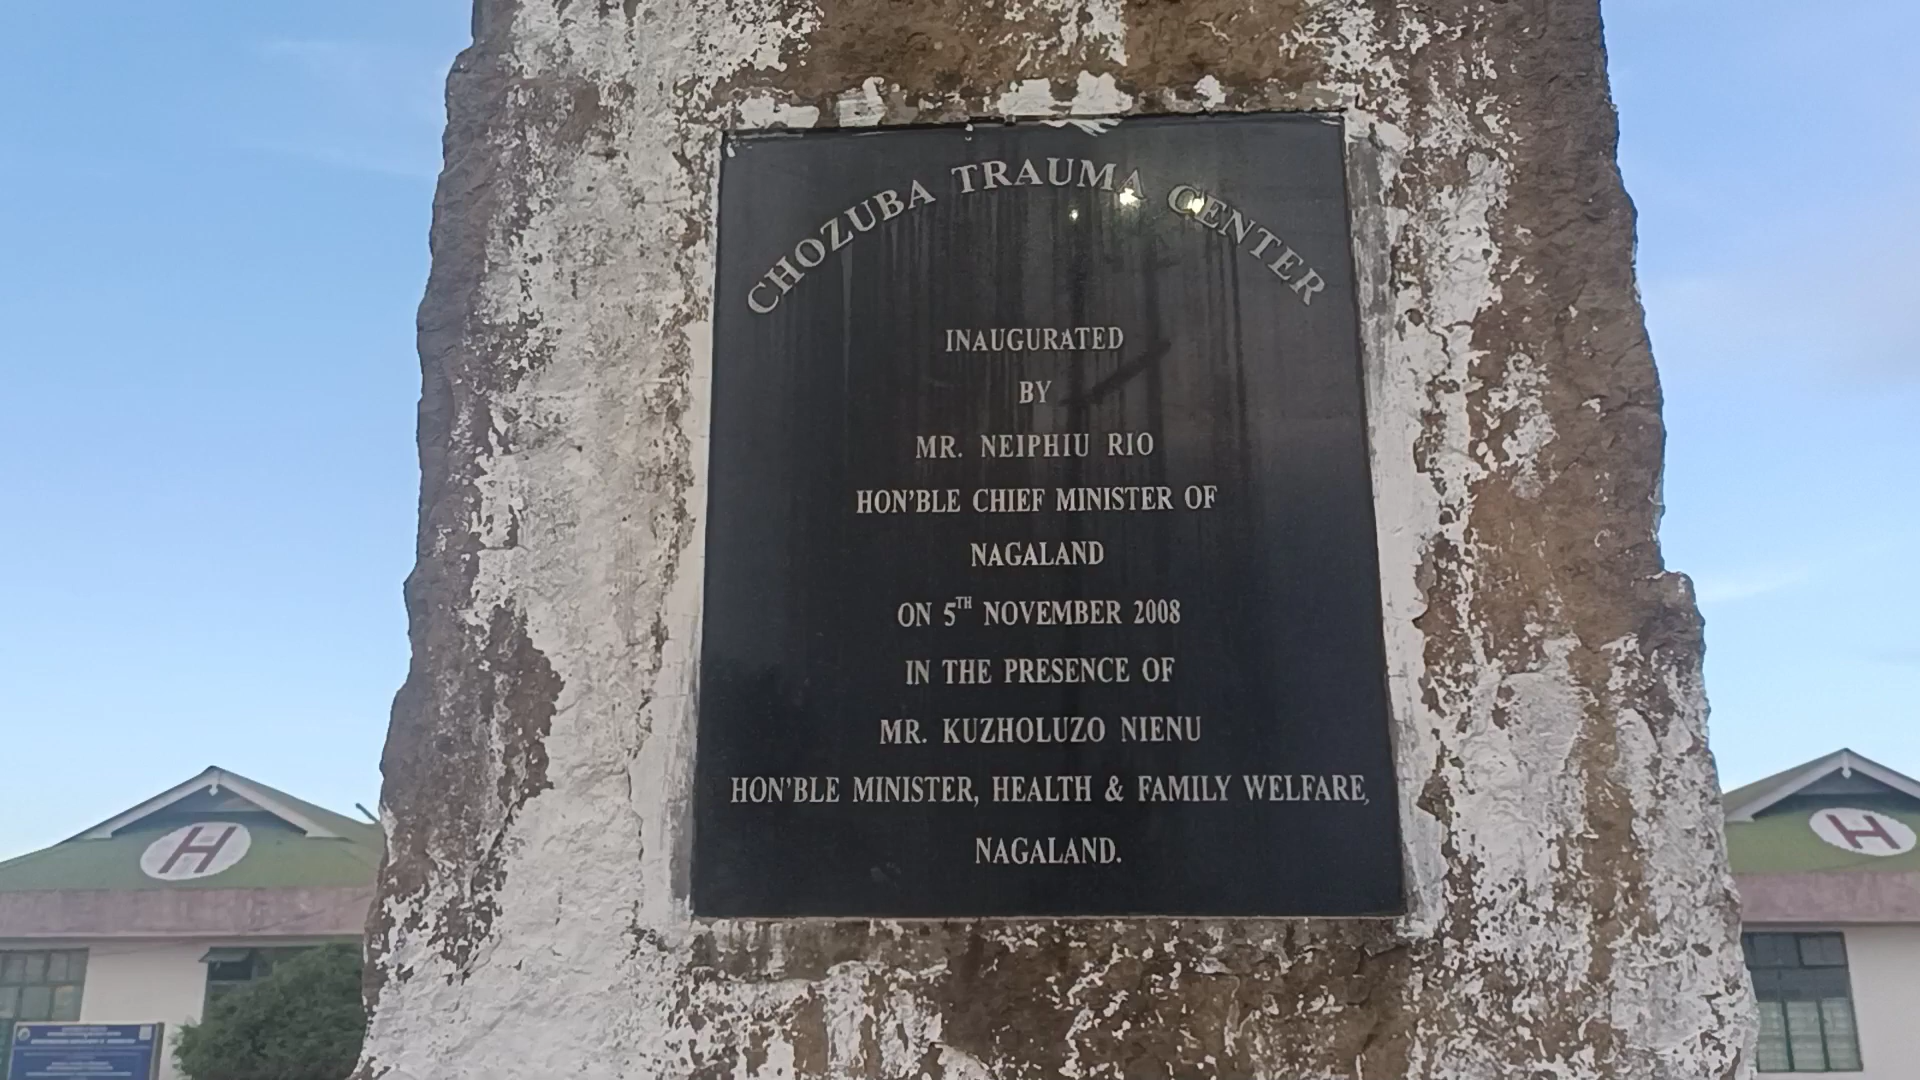 CHOZUBA TRAUMA CENTER
INAUGURATED
BY
MR. NEIPHIU RIO
HON'BLE CHIEF MINISTER OF
NAGALAND
ON 5TH NOVEMBER 2008
IN THE PRESENCE OF
MR. KUZHOLUZO NIENU
HON'BLE MINISTER, HEALTH & FAMILY WELFARE,
NAGALAND.
H
H